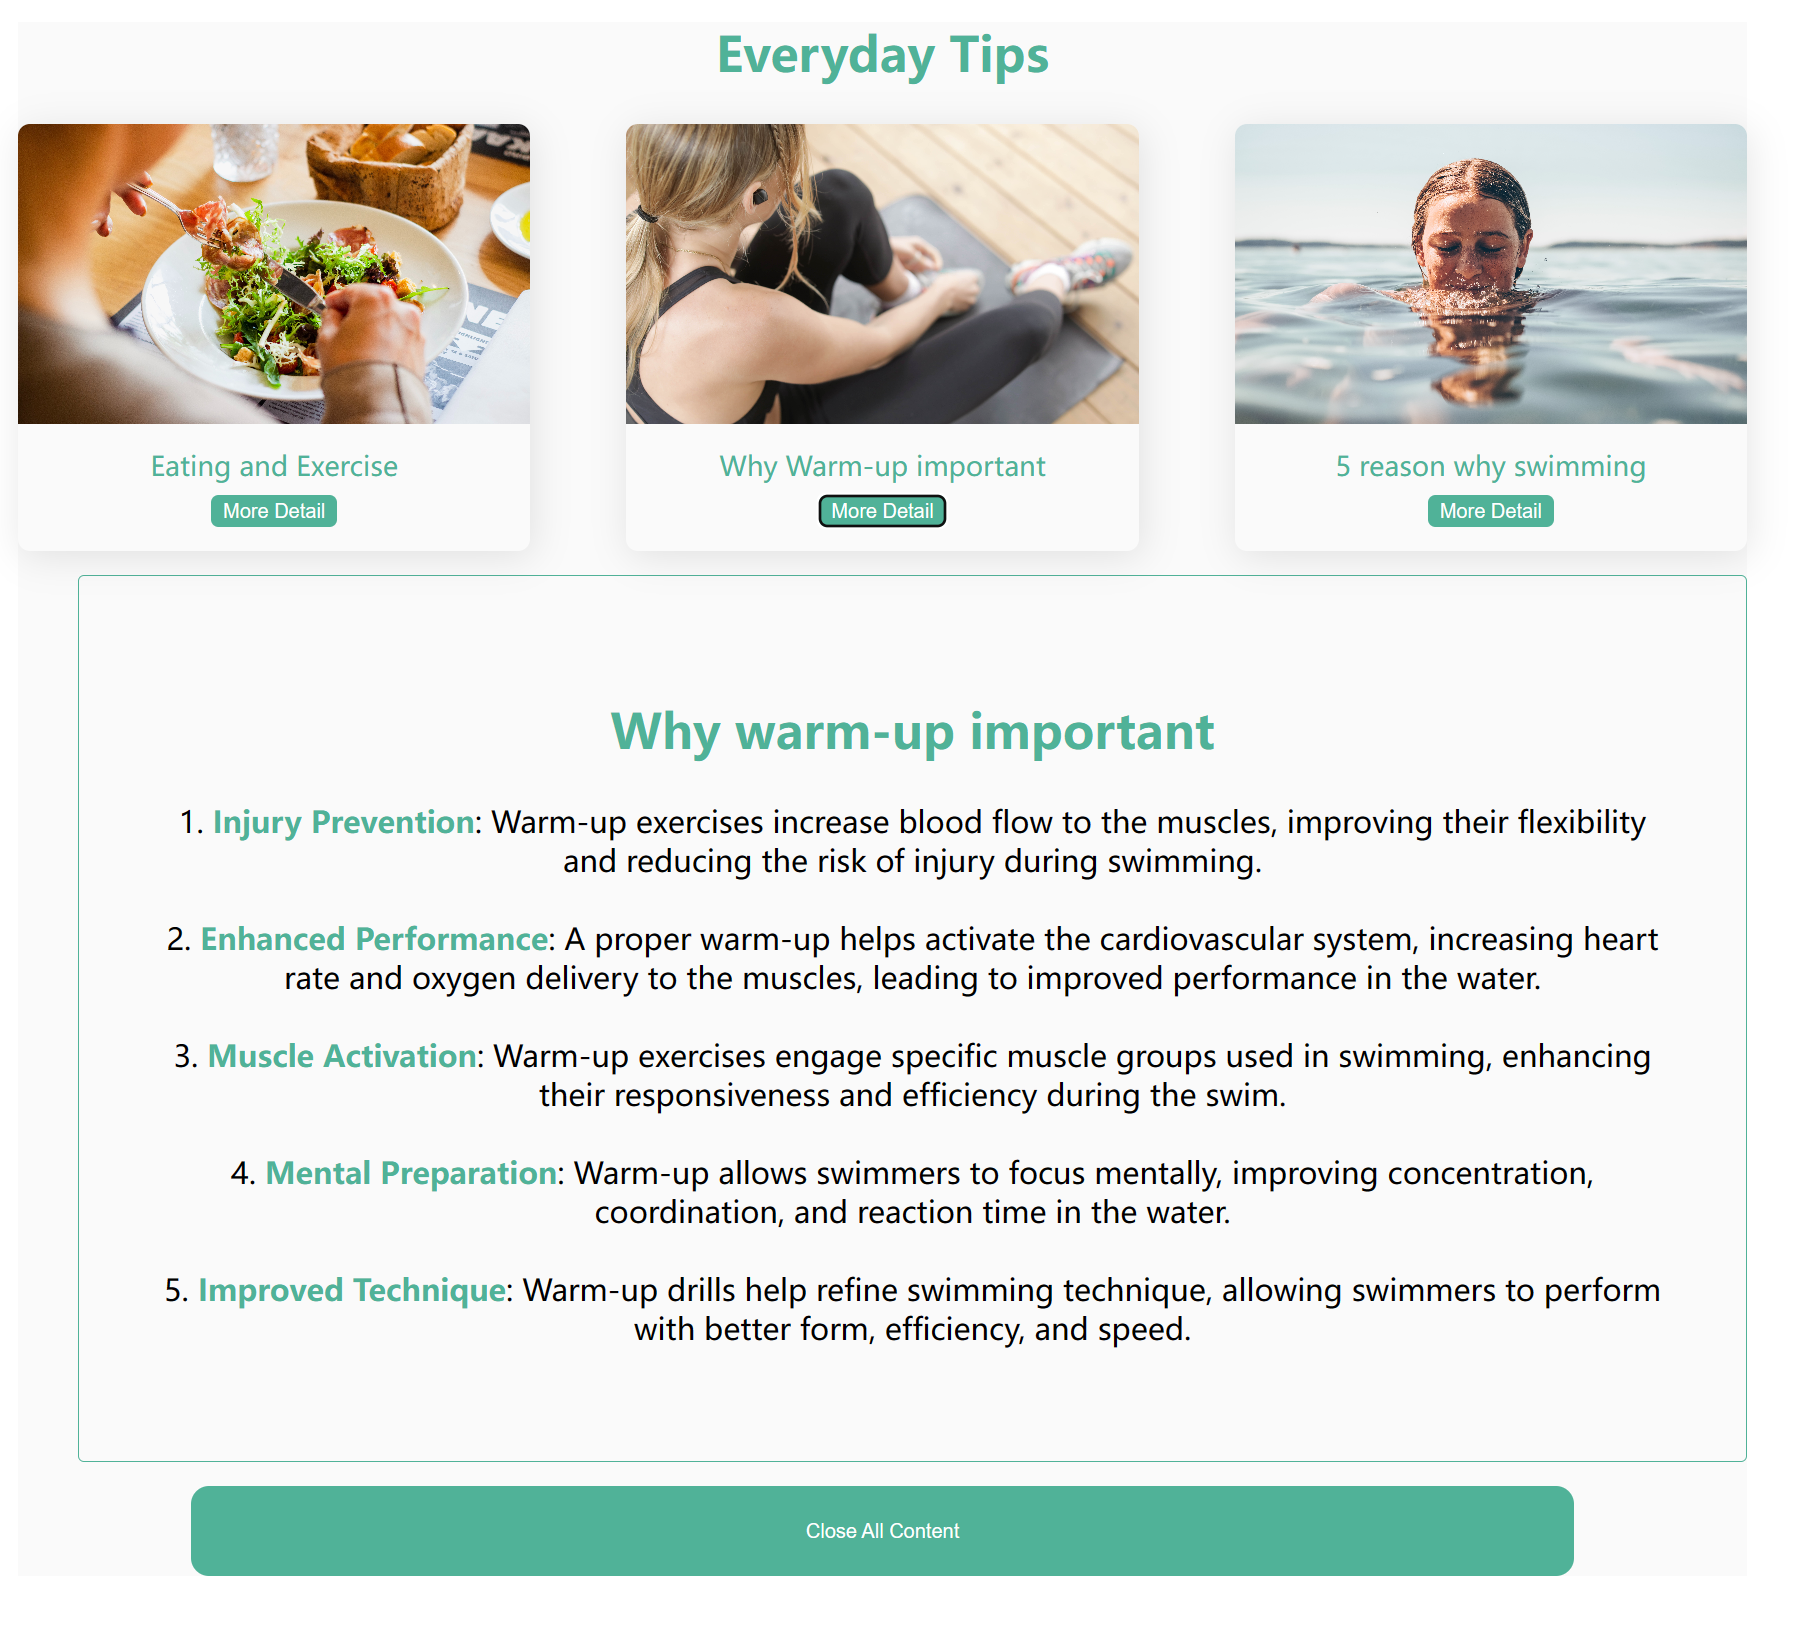 Everyday Tips
Eating and Exercise
More Detail
Why Warm-up important
More Detail
5 reason why swimming
More Detail
Why warm-up important
1. Injury Prevention: Warm-up exercises increase blood flow to the muscles, improving their flexibility
and reducing the risk of injury during swimming.
2. Enhanced Performance: A proper warm-up helps activate the cardiovascular system, increasing heart
rate and oxygen delivery to the muscles, leading to improved performance in the water.
3. Muscle Activation: Warm-up exercises engage specific muscle groups used in swimming, enhancing
their responsiveness and efficiency during the swim.
4. Mental Preparation: Warm-up allows swimmers to focus mentally, improving concentration,
coordination, and reaction time in the water.
5. Improved Technique: Warm-up drills help refine swimming technique, allowing swimmers to perform
with better form, efficiency, and speed.
Close All Content